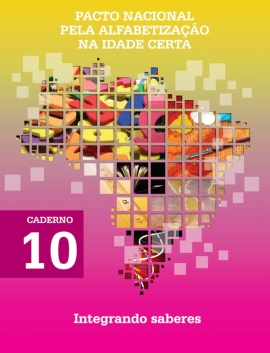 PACTO NACIONAL
PELA ALFABETIZAÇÃO
NA IDADE CERTA
CADERNO
10
Integrando saberes